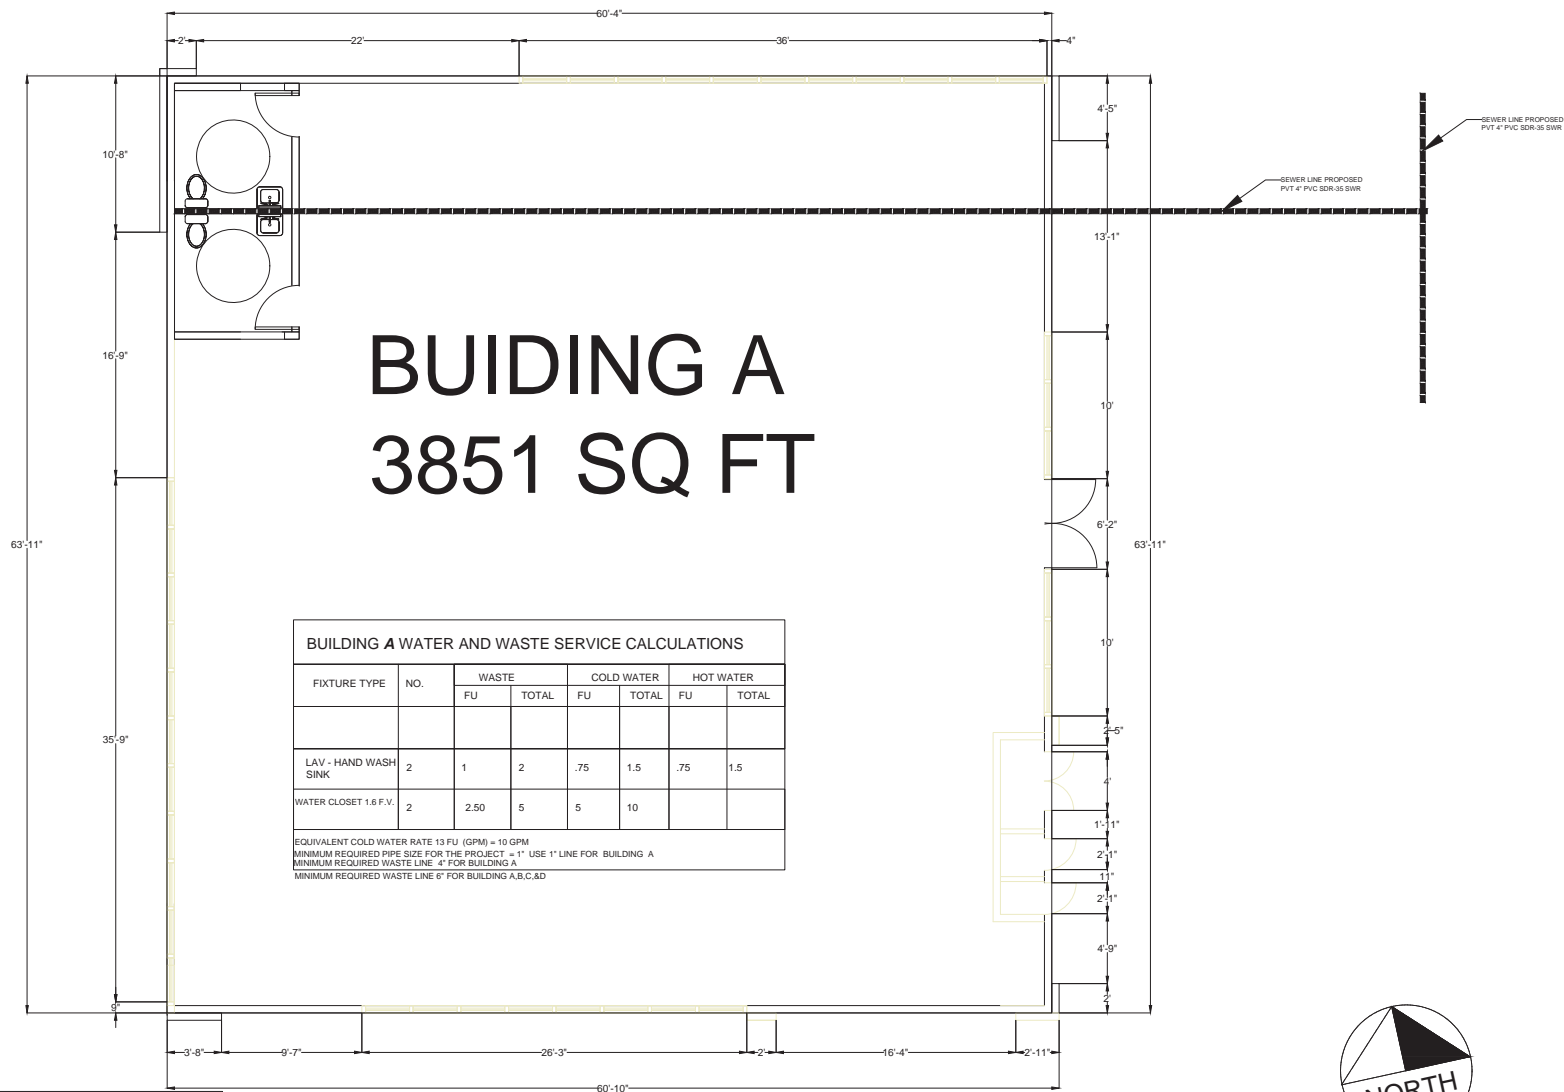 60'-4"
2'
22'
36'
4"
10'-8"
16'-9"
63'-11"
35'-9"
9"
4'-5"
13'-1"
10'
6'-2"
63'-11"
10'
2'-5"
4'
1'-11"
2'-1"
11"
2'-1"
4'-9"
2'
SEWER LINE PROPOSED
PVT 4" PVC SDR-35 SWR
SEWER LINE PROPOSED
PVT 4" PVC SDR-35 SWR
BUIDING A
3851 SQ FT
BUILDING A WATER AND WASTE SERVICE CALCULATIONS
FIXTURE TYPE NO. WASTE COLD WATER HOT WATER
FU TOTAL FU TOTAL FU TOTAL
LAV - HAND WASH SINK 2 1 2 .75 1.5 .75 1.5
WATER CLOSET 1.6 F.V. 2 2.50 5 5 10
EQUIVALENT COLD WATER RATE 13 FU (GPM) = 10 GPM
MINIMUM REQUIRED PIPE SIZE FOR THE PROJECT = 1" USE 1" LINE FOR BUILDING A
MINIMUM REQUIRED WASTE LINE 4" FOR BUILDING A
MINIMUM REQUIRED WASTE LINE 6" FOR BUILDING A,B,C,&D
3'-8"
9'-7"
26'-3"
2'
16'-4"
2'-11"
60'-10"
NORTH